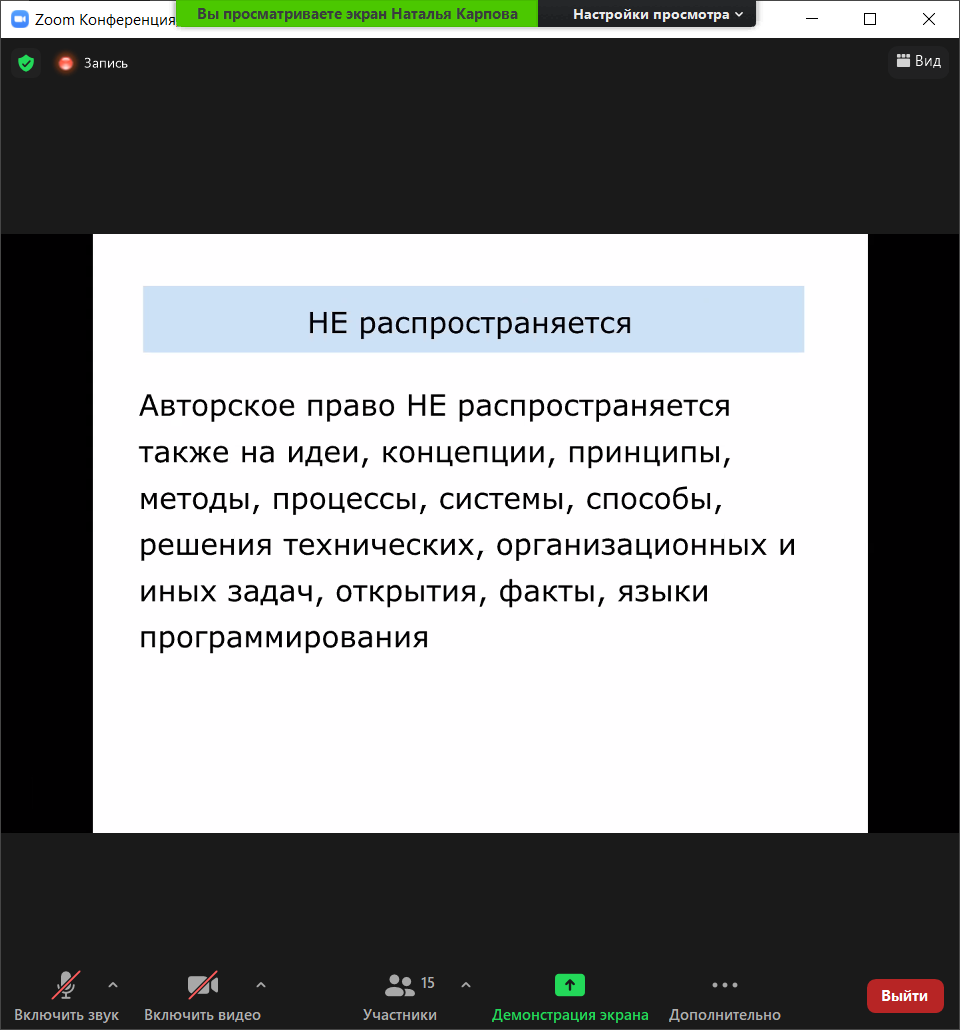 Zoom Конференция
Вы просматриваете экран Наталья Карпова
Настройки просмотра
Запись
Вид
НЕ распространяется
Авторское право НЕ распространяется
также на идеи, концепции, принципы,
методы, процессы, системы, способы,
решения технических, организационных и
иных задач, открытия, факты, языки
программирования
15
Включить звук
Включить видео
Участники
Демонстрация экрана
Дополнительно
Выйти